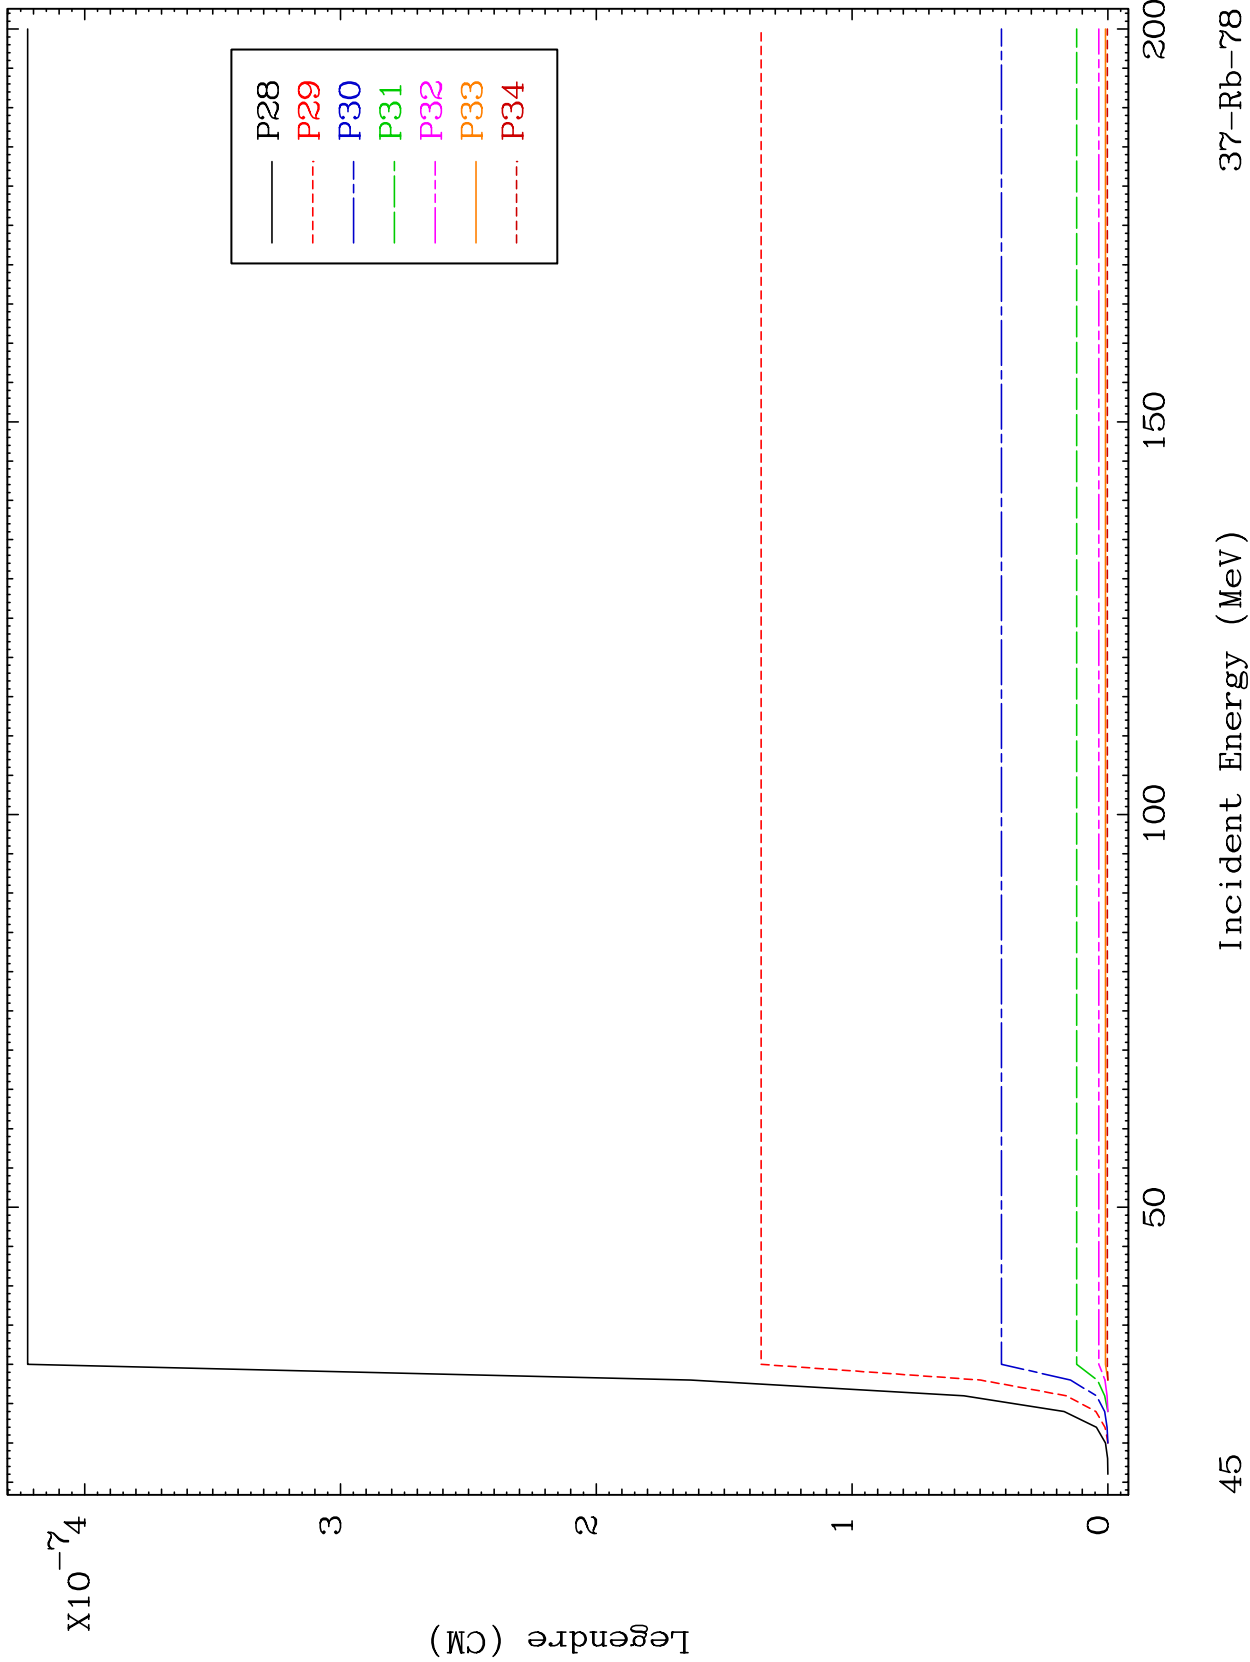 X10-7
4
3
2
1
0
Legendre (CM)
P28
P29
P30
P31
P32
P33
P34
50
100
150
200
Incident Energy (MeV)
45
37-Rb-78